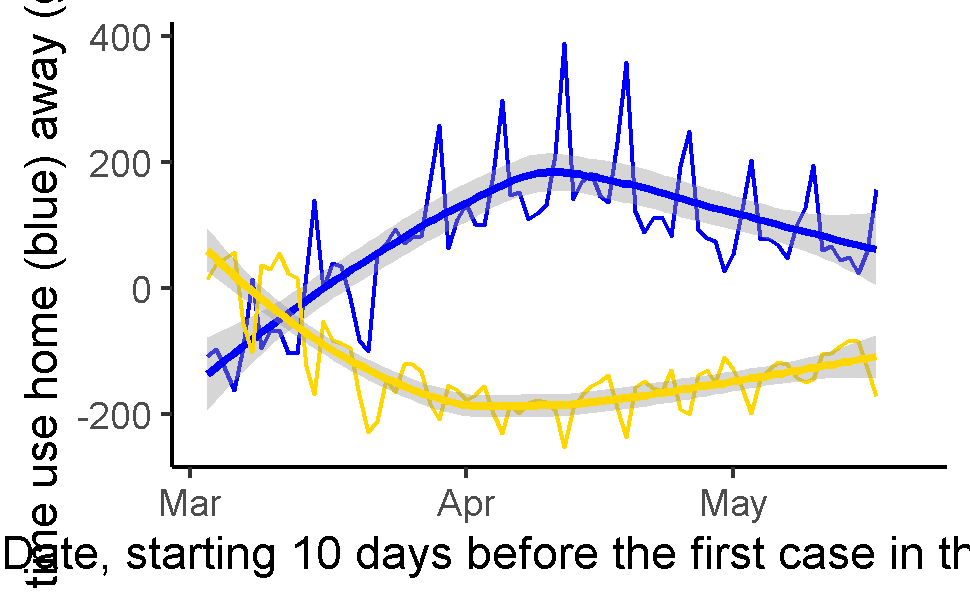 400
200
0
-200
time use home (blue) away (
Mar Apr May
Date, starting 10 days before the first case in th